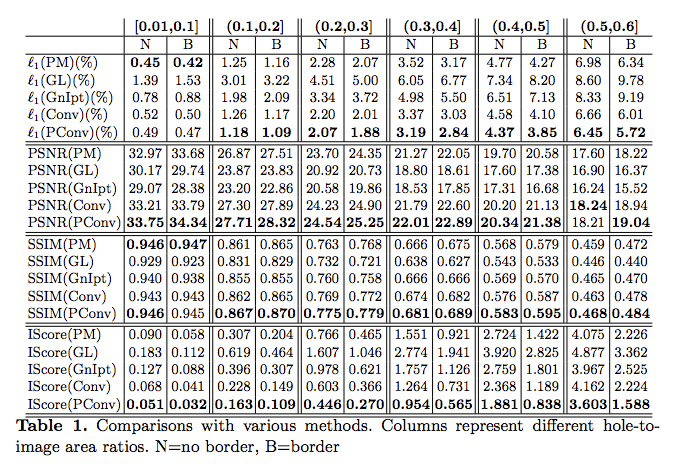 [0.01,0.1] (0.1,0.2] (0.2,0.3] (0.3,0.4] (0.4,0.5] (0.5,0.6]
N B N B N B N B N B N B
ℓ1(PM)(%) 0.45 0.42 1.25 1.16 2.28 2.07 3.52 3.17 4.77 4.27 6.98 6.34
ℓ1(GL)(%) 1.39 1.53 3.01 3.22 4.51 5.00 6.05 6.77 7.34 8.20 8.60 9.78
ℓ1(GnIpt)(%) 0.78 0.88 1.98 2.09 3.34 3.72 4.98 5.50 6.51 7.13 8.33 9.19
ℓ1(Conv)(%) 0.52 0.50 1.26 1.17 2.20 2.01 3.37 3.03 4.58 4.10 6.66 6.01
ℓ1(PConv)(%) 0.49 0.47 1.18 1.09 2.07 1.88 3.19 2.84 4.37 3.85 6.45 5.72
PSNR(PM) 32.97 33.68 26.87 27.51 23.70 24.35 21.27 22.05 19.70 20.58 17.60 18.22
PSNR(GL) 30.17 29.74 23.87 23.83 20.92 20.73 18.80 18.61 17.60 17.38 16.90 16.37
PSNR(GnIpt) 29.07 28.38 23.20 22.86 20.58 19.86 18.53 17.85 17.31 16.68 16.24 15.52
PSNR(Conv) 33.21 33.79 27.30 27.89 24.23 24.90 21.79 22.60 20.20 21.13 18.24 18.94
PSNR(PConv) 33.75 34.34 27.71 28.32 24.54 25.25 22.01 22.89 20.34 21.38 18.21 19.04
SSIM(PM) 0.946 0.947 0.861 0.865 0.763 0.768 0.666 0.675 0.568 0.579 0.459 0.472
SSIM(GL) 0.929 0.923 0.831 0.829 0.732 0.721 0.638 0.627 0.543 0.533 0.446 0.440
SSIM(GnIpt) 0.940 0.938 0.855 0.855 0.760 0.758 0.666 0.666 0.569 0.570 0.465 0.470
SSIM(Conv) 0.943 0.943 0.862 0.865 0.769 0.772 0.674 0.682 0.576 0.587 0.463 0.478
SSIM(PConv) 0.946 0.945 0.867 0.870 0.775 0.779 0.681 0.689 0.583 0.595 0.468 0.484
IScore(PM) 0.090 0.058 0.307 0.204 0.766 0.465 1.551 0.921 2.724 1.422 4.075 2.226
IScore(GL) 0.183 0.112 0.619 0.464 1.607 1.046 2.774 1.941 3.920 2.825 4.877 3.362
IScore(GnIpt) 0.127 0.088 0.396 0.307 0.978 0.621 1.757 1.126 2.759 1.801 3.967 2.525
IScore(Conv) 0.068 0.041 0.228 0.149 0.603 0.366 1.264 0.731 2.368 1.189 4.162 2.224
IScore(PConv) 0.051 0.032 0.163 0.109 0.446 0.270 0.954 0.565 1.881 0.838 3.603 1.588
Table 1. Comparisons with various methods. Columns represent different hole-to-
image area ratios. N=no border, B=border